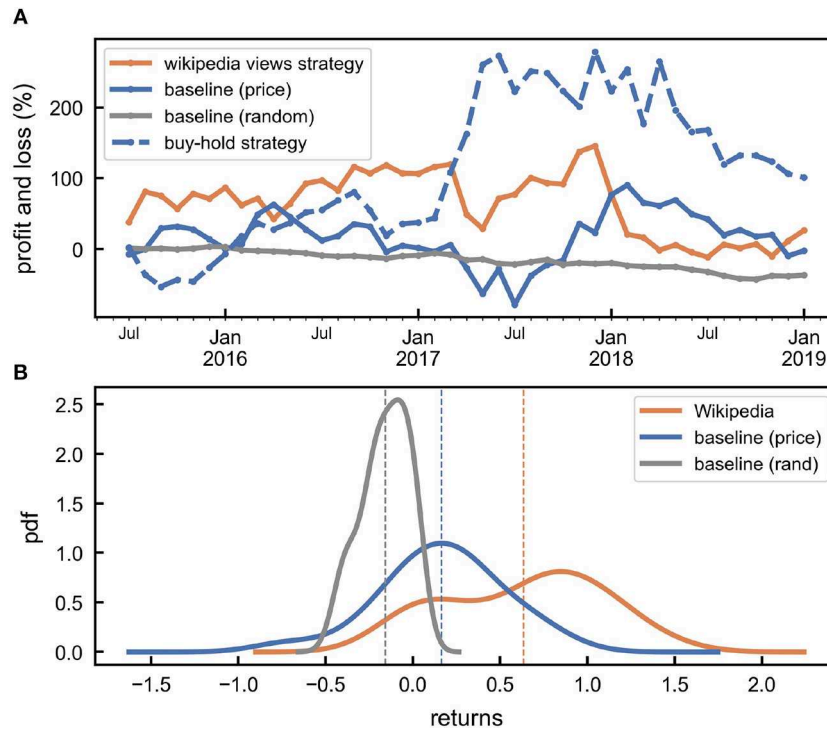 A
wikipedia views strategy
baseline (price)
baseline (random)
buy-hold strategy
profit and loss (%)
200
100
0
Jul Jan Jul Jan Jul Jan Jul Jan
2016 2017 2018 2019
B
Wikipedia
baseline (price)
baseline (rand)
pdf
2.5
2.0
1.5
1.0
0.5
0.0
−1.5 −1.0 −0.5 0.0 0.5 1.0 1.5 2.0
returns